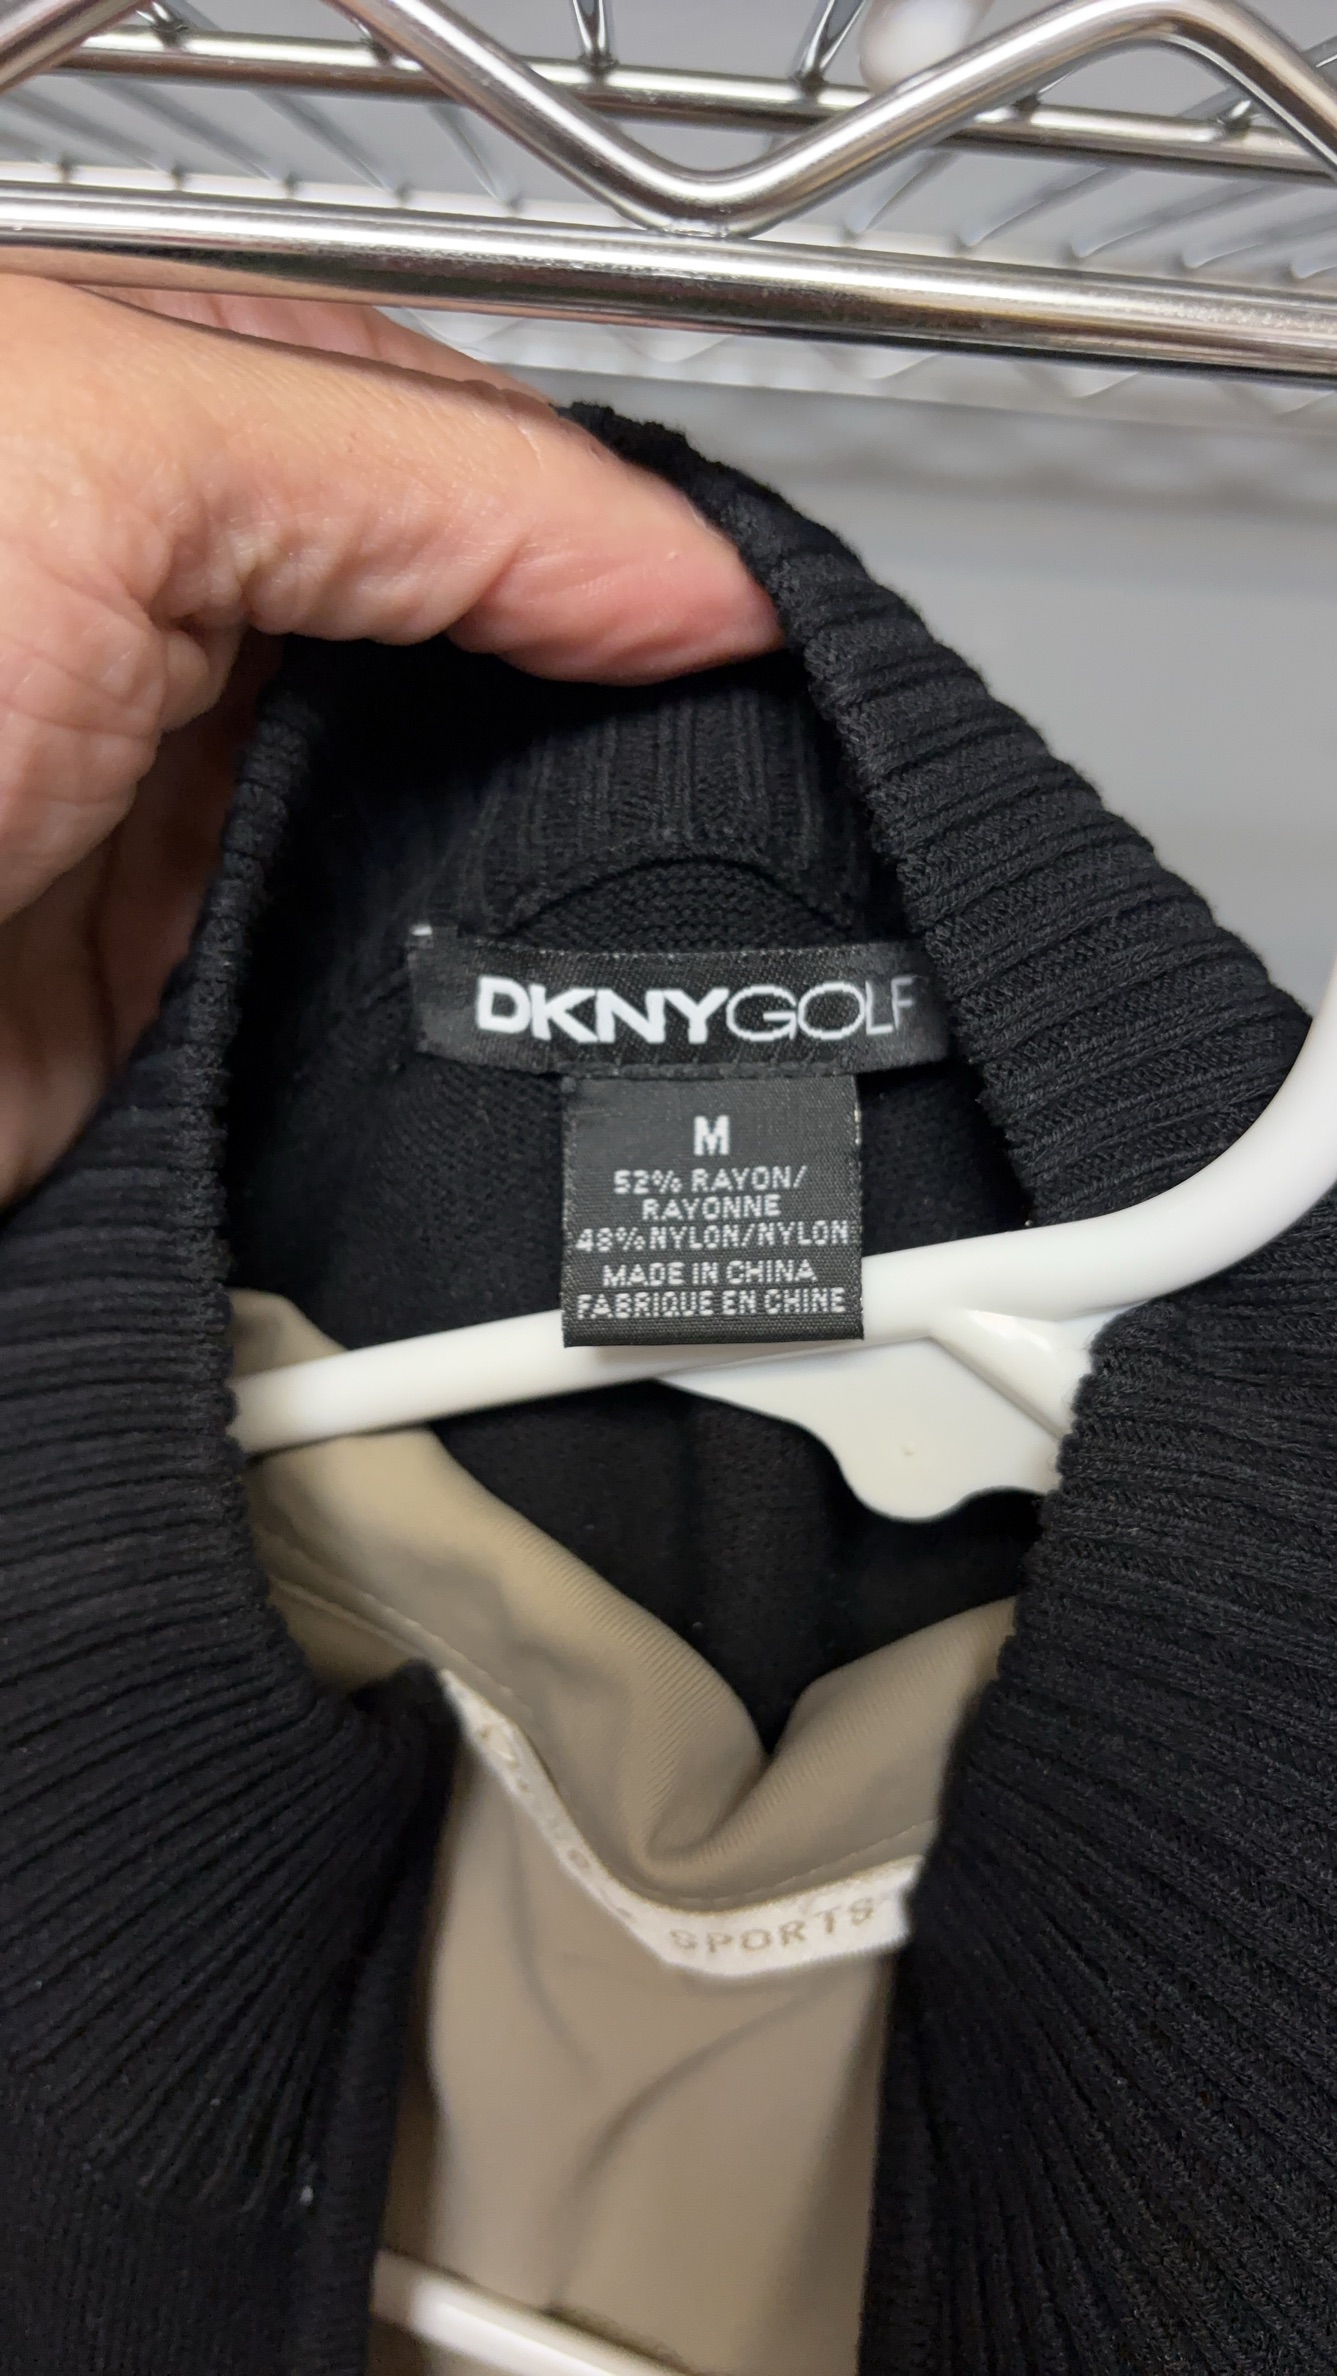 DKNYGOLF
M
52% RAYON/
RAYONNE
48% NYLON/NYLON
MADE IN CHINA
FABRIQUE EN CHINE
SPORTS